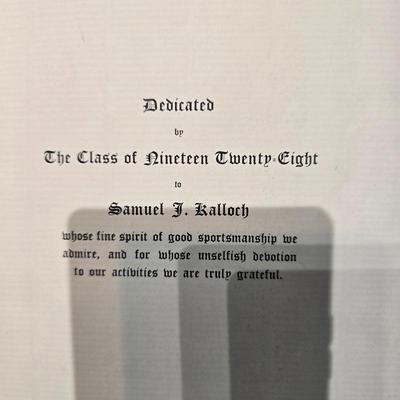 Dedicated
by
The Class of Nineteen Twenty-Eight
to
Samuel J. Kalloch
whose fine spirit of good sportsmanship we
admire, and for whose unselfish devotion
to our activities we are truly grateful.